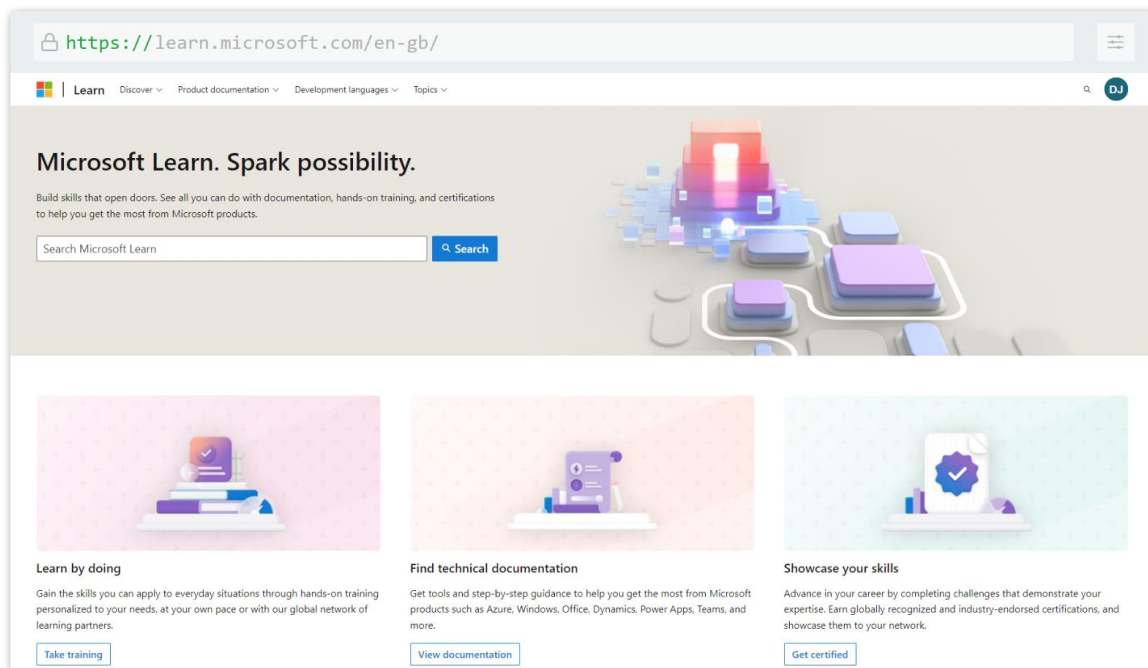 https://learn.microsoft.com/en-gb/
Learn Discover Product documentation Development languages Topics DJ
Microsoft Learn. Spark possibility.
Build skills that open doors. See all you can do with documentation, hands-on training, and certifications
to help you get the most from Microsoft products.
Search Microsoft Learn Search
Learn by doing
Gain the skills you can apply to everyday situations through hands-on training
personalized to your needs, at your own pace or with our global network of
learning partners.
Take training
Find technical documentation
Get tools and step-by-step guidance to help you get the most from Microsoft
products such as Azure, Windows, Office, Dynamics, Power Apps, Teams, and
more.
View documentation
Showcase your skills
Advance in your career by completing challenges that demonstrate your
expertise. Earn globally recognized and industry-endorsed certifications, and
showcase them to your network.
Get certified